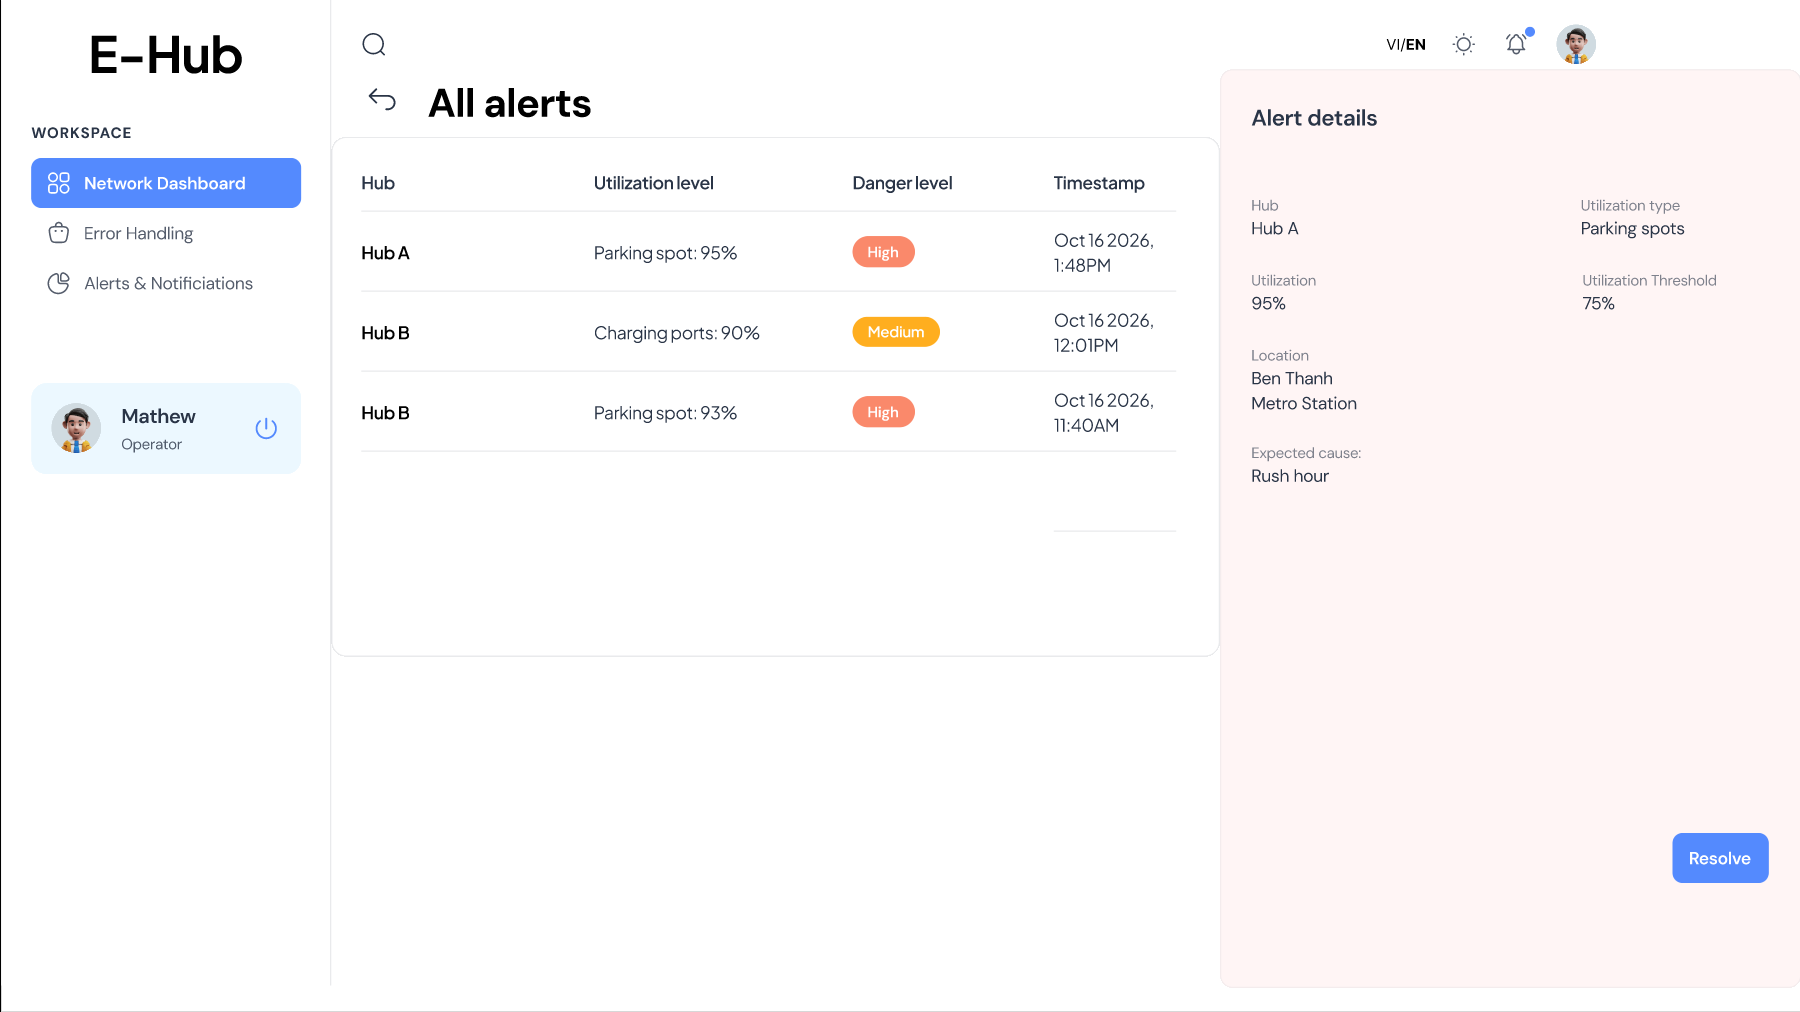 E-Hub
WORKSPACE
Network Dashboard
Error Handling
Alerts & Notificiations
Mathew
Operator
VI/EN
All alerts
Hub Utilization level Danger level Timestamp
Hub A Parking spot: 95% High Oct 16 2026,
1:48PM
Hub B Charging ports: 90% Medium Oct 16 2026,
12:01PM
Hub B Parking spot: 93% High Oct 16 2026,
11:40AM
Alert details
Hub Utilization type
Hub A Parking spots
Utilization Utilization Threshold
95% 75%
Location
Ben Thanh
Metro Station
Expected cause:
Rush hour
Resolve